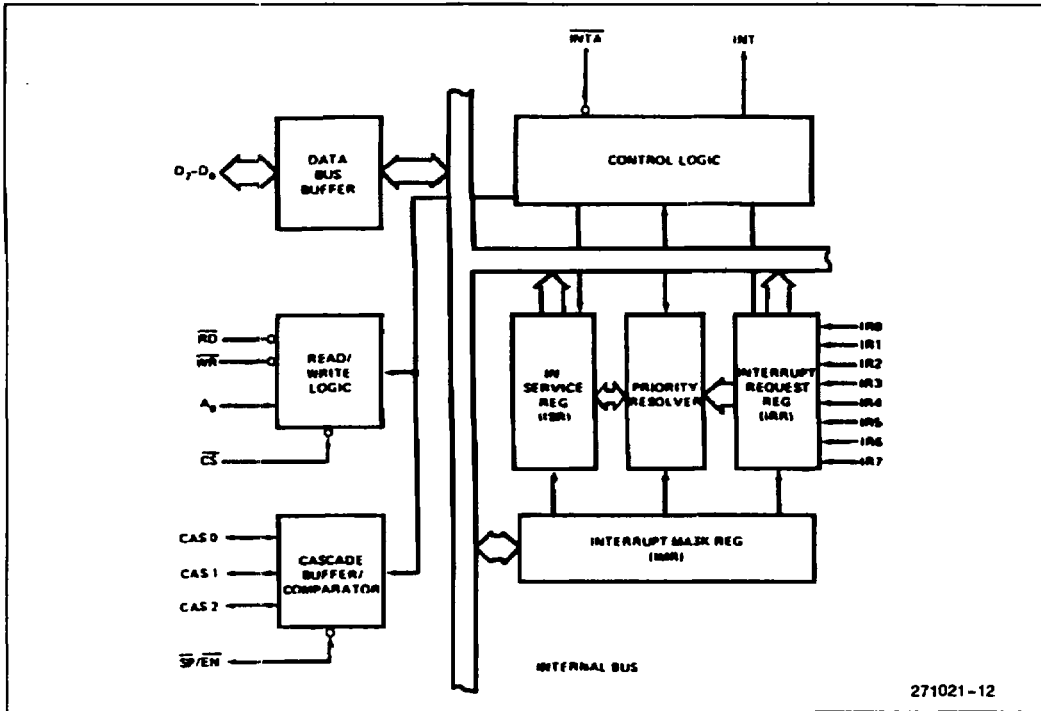 INTA INT
CONTROL LOGIC
D7-D0
DATA
BUS
BUFFER
RD
WR
A0
CS
READ/
WRITE
LOGIC
IN
SERVICE
REG
(ISR)
PRIORITY
RESOLVER
INTERRUPT
REQUEST
REG
(IRR)
IR0
IR1
IR2
IR3
IR4
IR5
IR6
IR7
INTERRUPT MASK REG
(IMR)
CAS 0
CAS 1
CAS 2
SP/EN
CASCADE
BUFFER/
COMPARATOR
INTERNAL BUS
271021-12